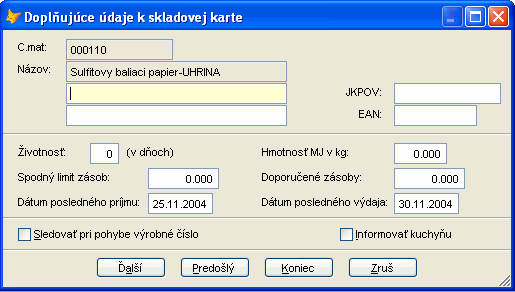 Doplňujúce údaje k skladovej karte
C.mat: 000110
Názov: Sulfitovy baliaci papier-UHRINA
JKPOV:
EAN:
Životnosť: 0 (v dňoch) Hmotnosť MJ v kg: 0.000
Spodný limit zásob: 0.000 Doporučené zásoby: 0.000
Dátum posledného príjmu: 25.11.2004 Dátum posledného výdaja: 30.11.2004
Sledovať pri pohybe výrobné číslo Informovať kuchyňu
Ďalší Predošlý Koniec Zruš